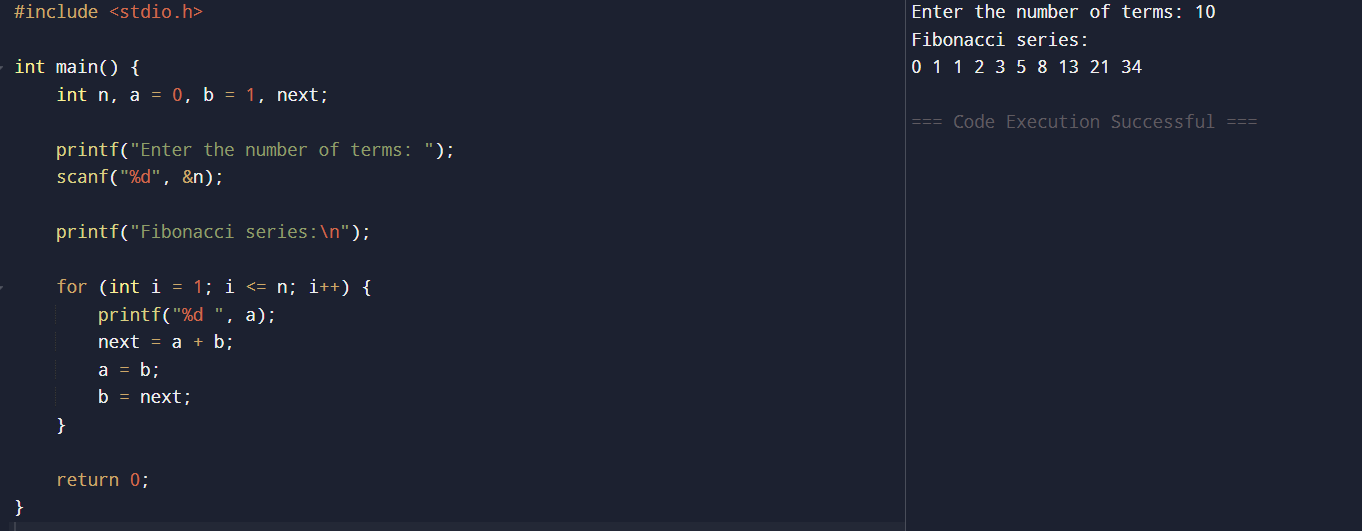 #include <stdio.h>
int main() {
    int n, a = 0, b = 1, next;
    printf("Enter the number of terms: ");
    scanf("%d", &n);
    printf("Fibonacci series:\n");
    for (int i = 1; i <= n; i++) {
        printf("%d ", a);
        next = a + b;
        a = b;
        b = next;
    }
    return 0;
}
Enter the number of terms: 10
Fibonacci series:
0 1 1 2 3 5 8 13 21 34
=== Code Execution Successful ===